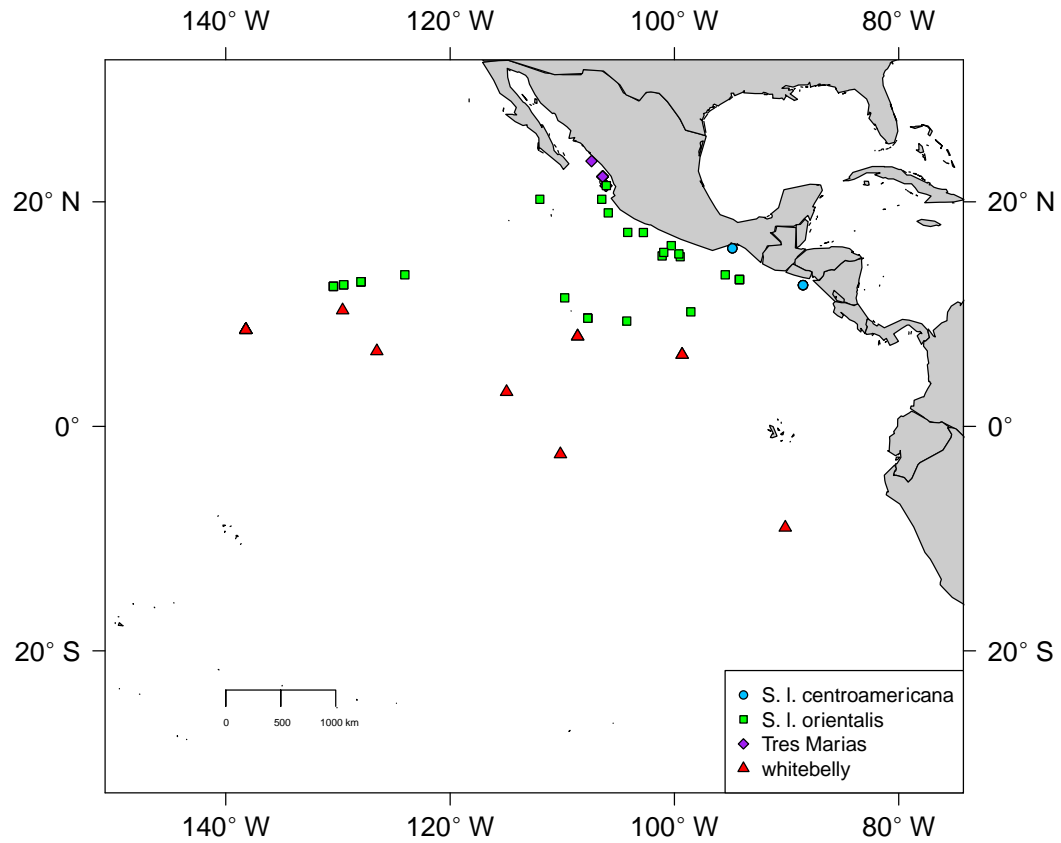 140° W 120° W 100° W 80° W
20° N 20° N
0° 0°
20° S 20° S
0 500 1000 km
S. l. centroamericana
S. l. orientalis
Tres Marias
whitebelly
140° W 120° W 100° W 80° W